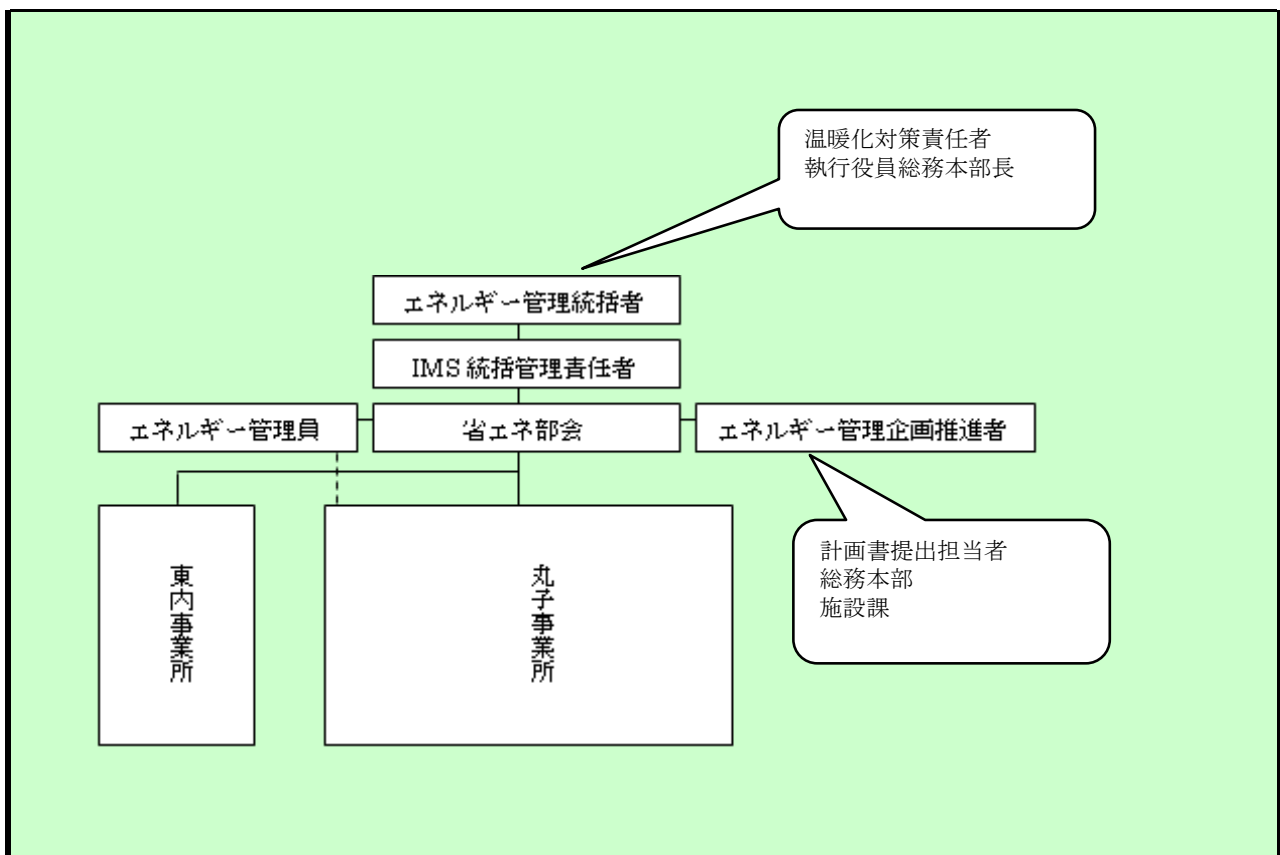 温暖化対策責任者
執行役員総務本部長
エネルギー管理統括者
IMS 統括管理責任者
エネルギー管理員
省エネ部会
エネルギー管理企画推進者
東内事業所
丸子事業所
計画書提出担当者
総務本部
施設課